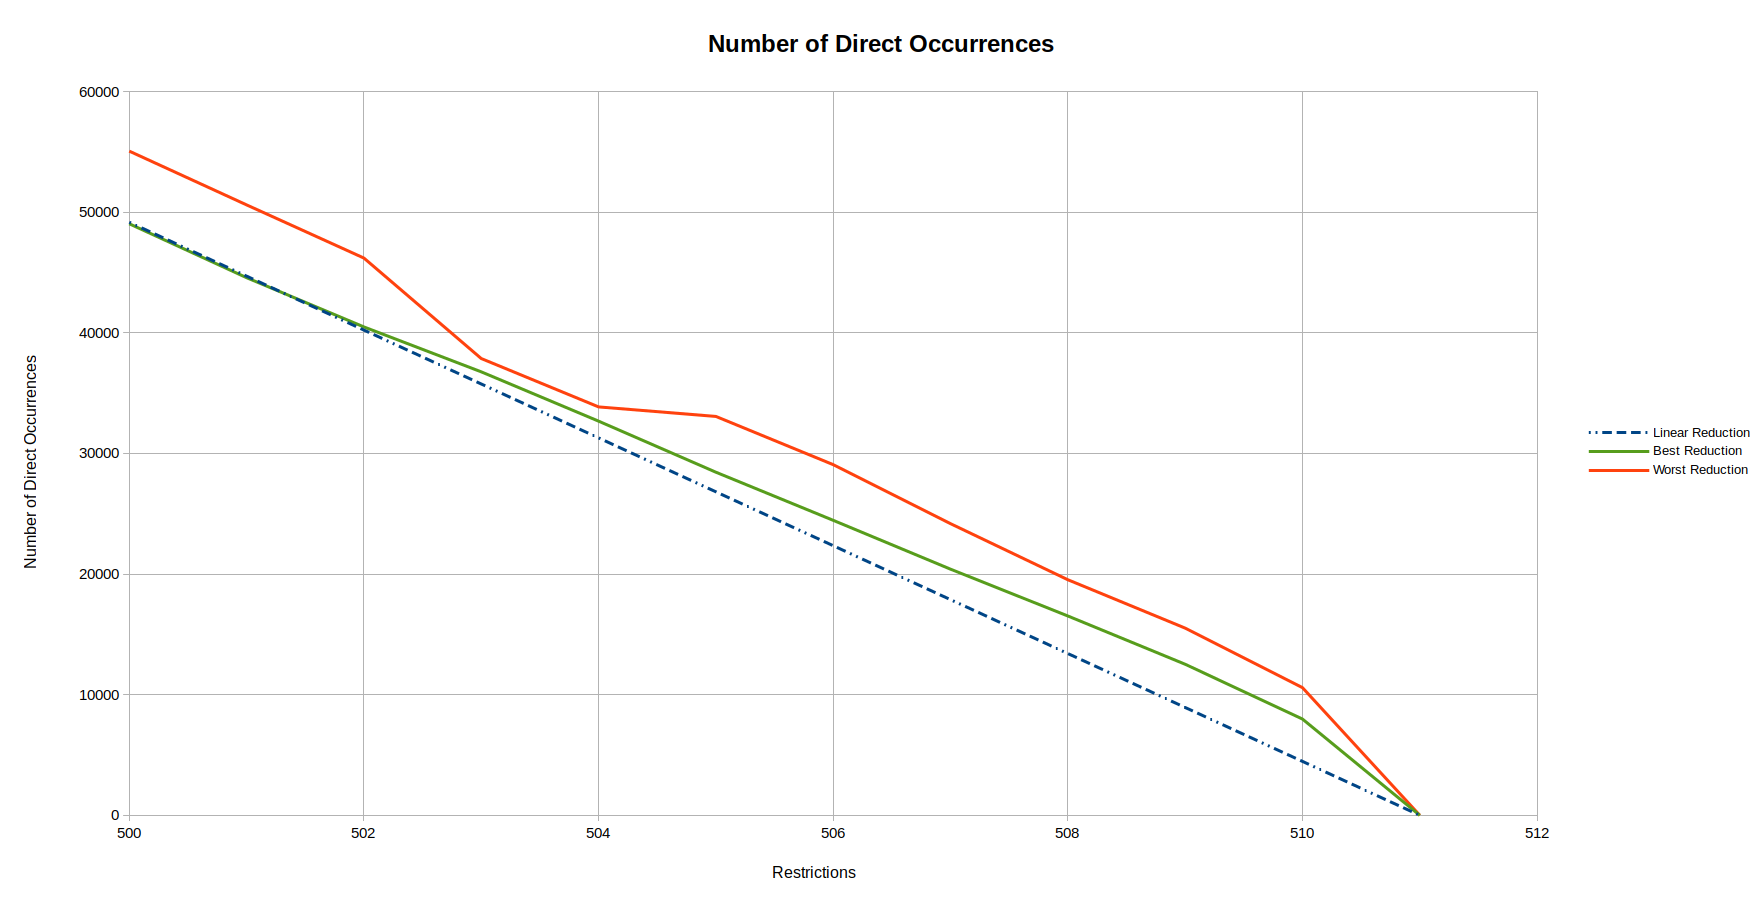 Number of Direct Occurrences
60000
50000
40000
30000
20000
10000
0
Number of Direct Occurrences
500 502 504 506 508 510 512
Restrictions
Linear Reduction
Best Reduction
Worst Reduction